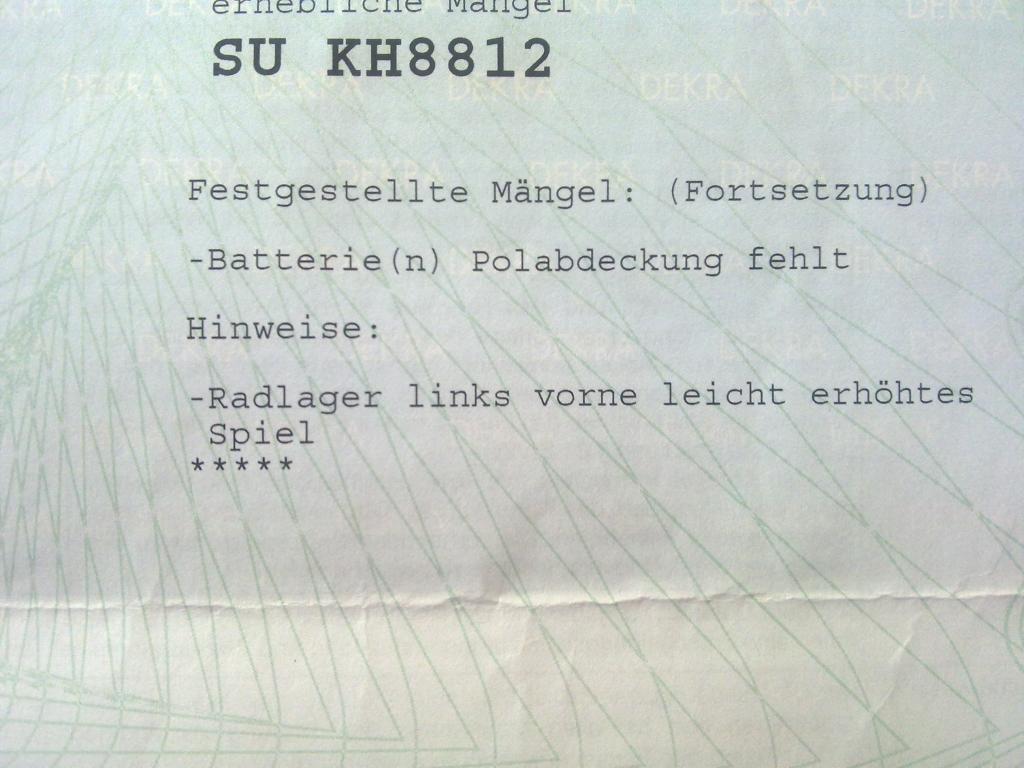 erhebliche Mängel
SU KH8812
Festgestellte Mängel: (Fortsetzung)
-Batterie(n) Polabdeckung fehlt
Hinweise:
-Radlager links vorne leicht erhöhtes
Spiel
*****